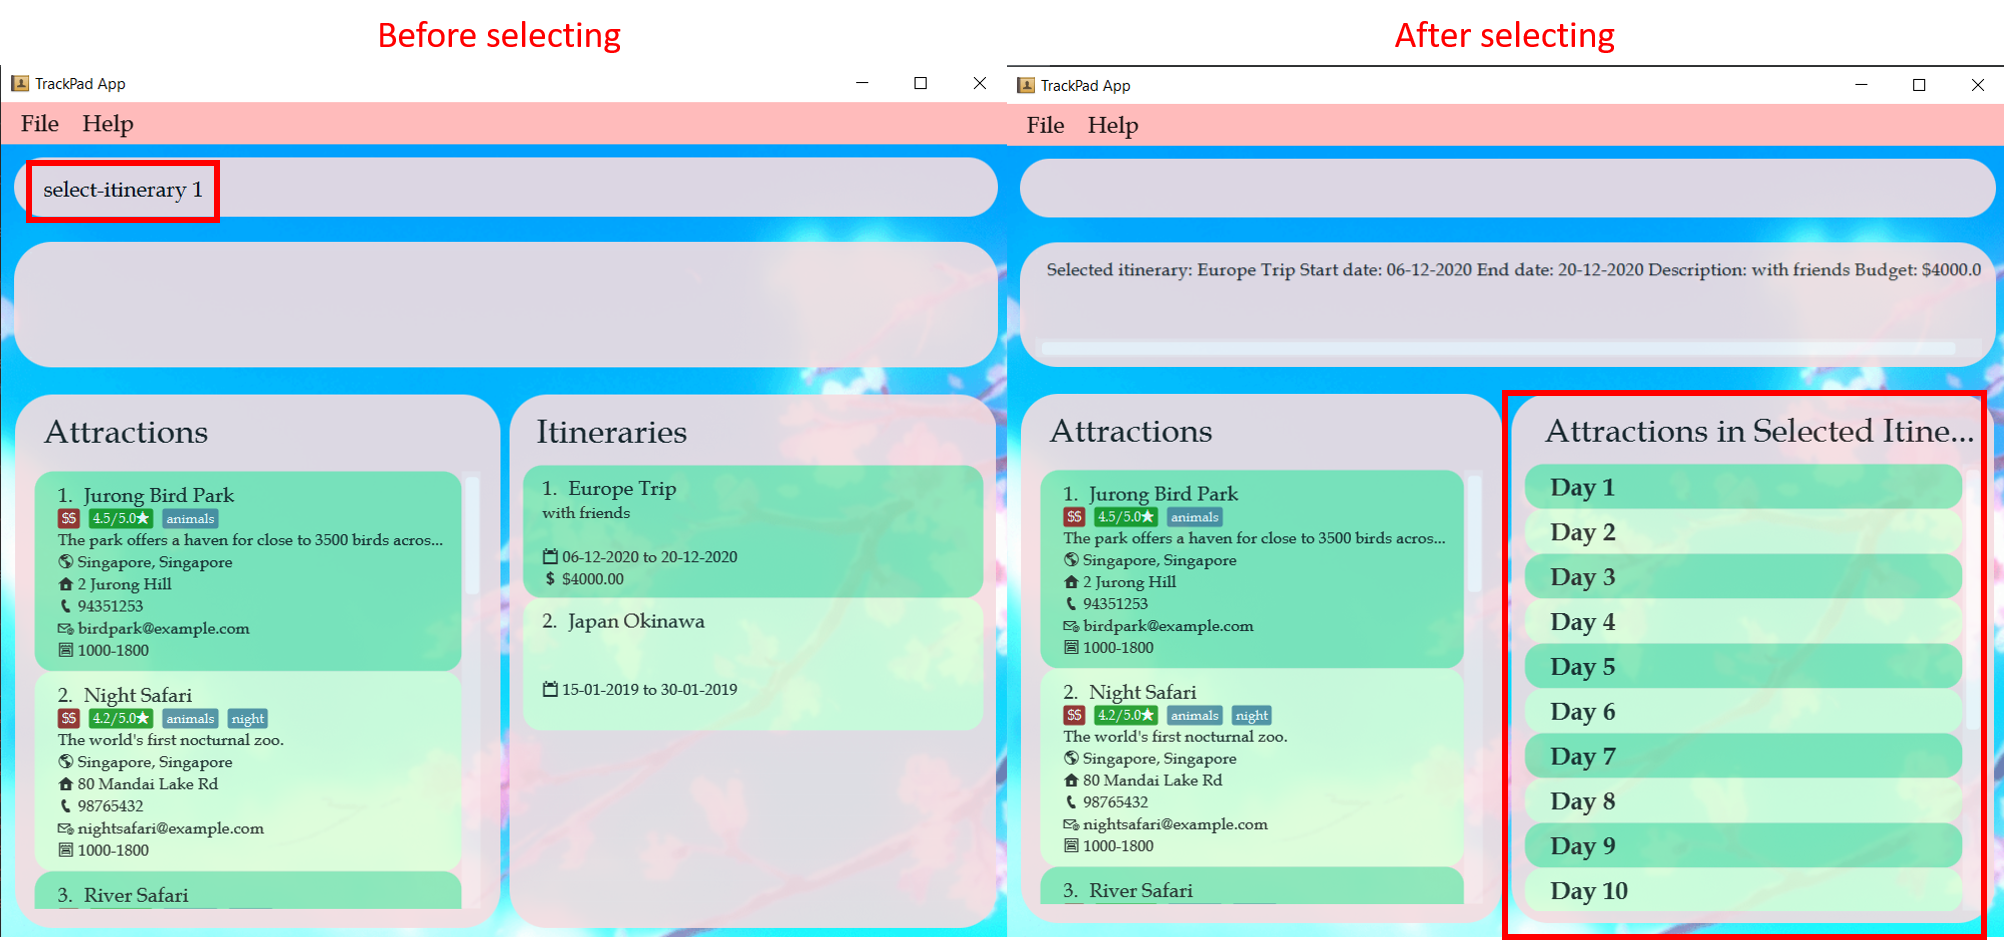 Before selecting
TrackPad App
File Help
select-itinerary 1
Attractions
1. Jurong Bird Park
$$ 4.5/5.0★ animals
The park offers a haven for close to 3500 birds acros...
Singapore, Singapore
2 Jurong Hill
94351253
birdpark@example.com
1000-1800
2. Night Safari
$$ 4.2/5.0★ animals night
The world's first nocturnal zoo.
Singapore, Singapore
80 Mandai Lake Rd
98765432
nightsafari@example.com
1000-1800
3. River Safari
Itineraries
1. Europe Trip
with friends
06-12-2020 to 20-12-2020
$ $4000.00
2. Japan Okinawa
15-01-2019 to 30-01-2019
After selecting
TrackPad App
File Help
Selected itinerary: Europe Trip Start date: 06-12-2020 End date: 20-12-2020 Description: with friends Budget: $4000.0
Attractions
1. Jurong Bird Park
$$ 4.5/5.0★ animals
The park offers a haven for close to 3500 birds acros...
Singapore, Singapore
2 Jurong Hill
94351253
birdpark@example.com
1000-1800
2. Night Safari
$$ 4.2/5.0★ animals night
The world's first nocturnal zoo.
Singapore, Singapore
80 Mandai Lake Rd
98765432
nightsafari@example.com
1000-1800
3. River Safari
Attractions in Selected Itine...
Day 1
Day 2
Day 3
Day 4
Day 5
Day 6
Day 7
Day 8
Day 9
Day 10